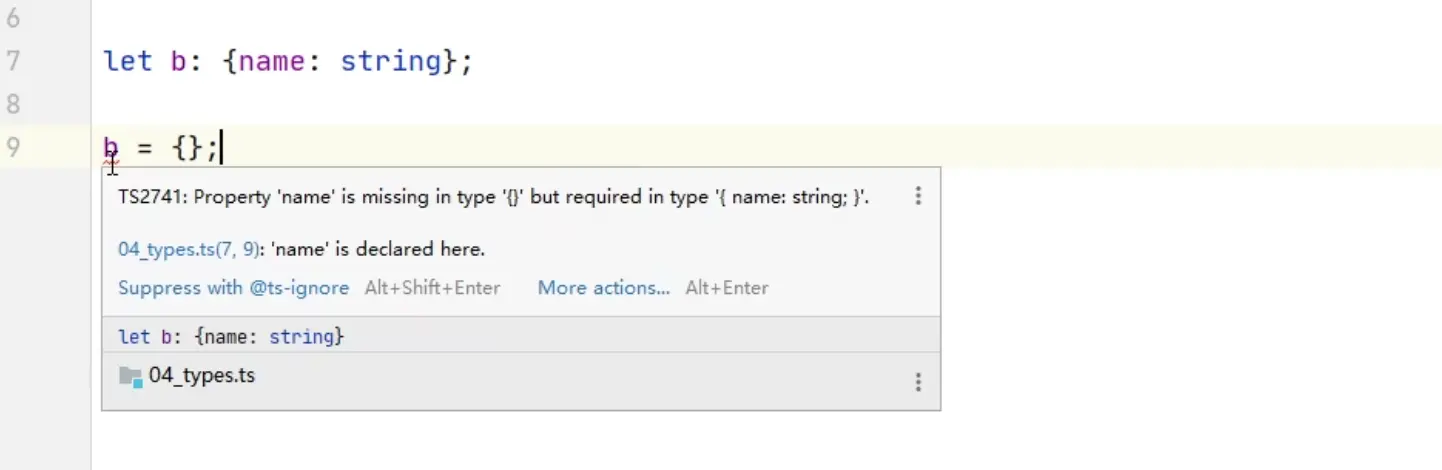 6
7 let b: {name: string};
8
9 b = {};
TS2741: Property 'name' is missing in type '{}' but required in type '{ name: string; }'.
04_types.ts(7, 9): 'name' is declared here.
Suppress with @ts-ignore Alt+Shift+Enter More actions... Alt+Enter
let b: {name: string}
04_types.ts